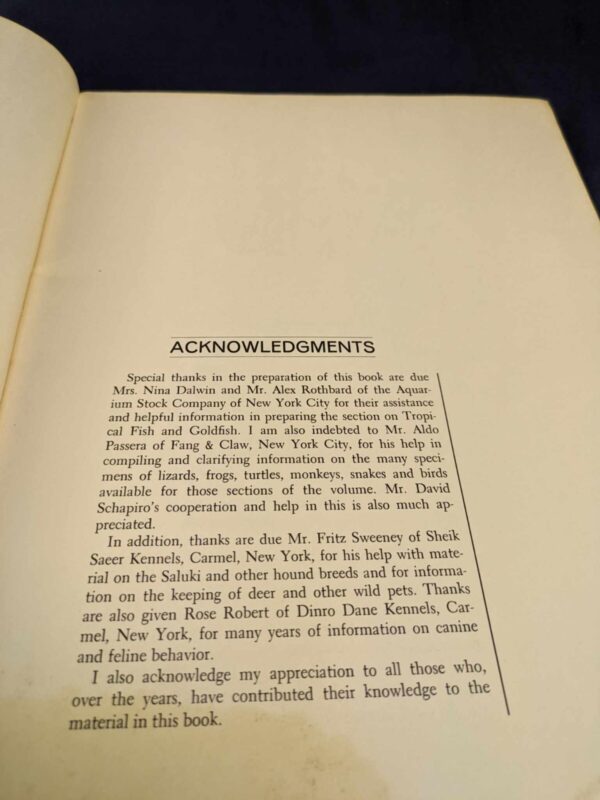 ACKNOWLEDGMENTS
Special thanks in the preparation of this book are due
Mrs. Nina Dalwin and Mr. Alex Rothbard of the Aquar-
ium Stock Company of New York City for their assistance
and helpful information in preparing the section on Tropi-
cal Fish and Goldfish. I am also indebted to Mr. Aldo
Passera of Fang & Claw, New York City, for his help in
compiling and clarifying information on the many speci-
mens of lizards, frogs, turtles, monkeys, snakes and birds
available for those sections of the volume. Mr. David
Schapiro's cooperation and help in this is also much ap-
preciated.
In addition, thanks are due Mr. Fritz Sweeney of Sheik
Saeer Kennels, Carmel, New York, for his help with mate-
rial on the Saluki and other hound breeds and for informa-
tion on the keeping of deer and other wild pets. Thanks
are also given Rose Robert of Dinro Dane Kennels, Car-
mel, New York, for many years of information on canine
and feline behavior.
I also acknowledge my appreciation to all those who,
over the years, have contributed their knowledge to the
material in this book.